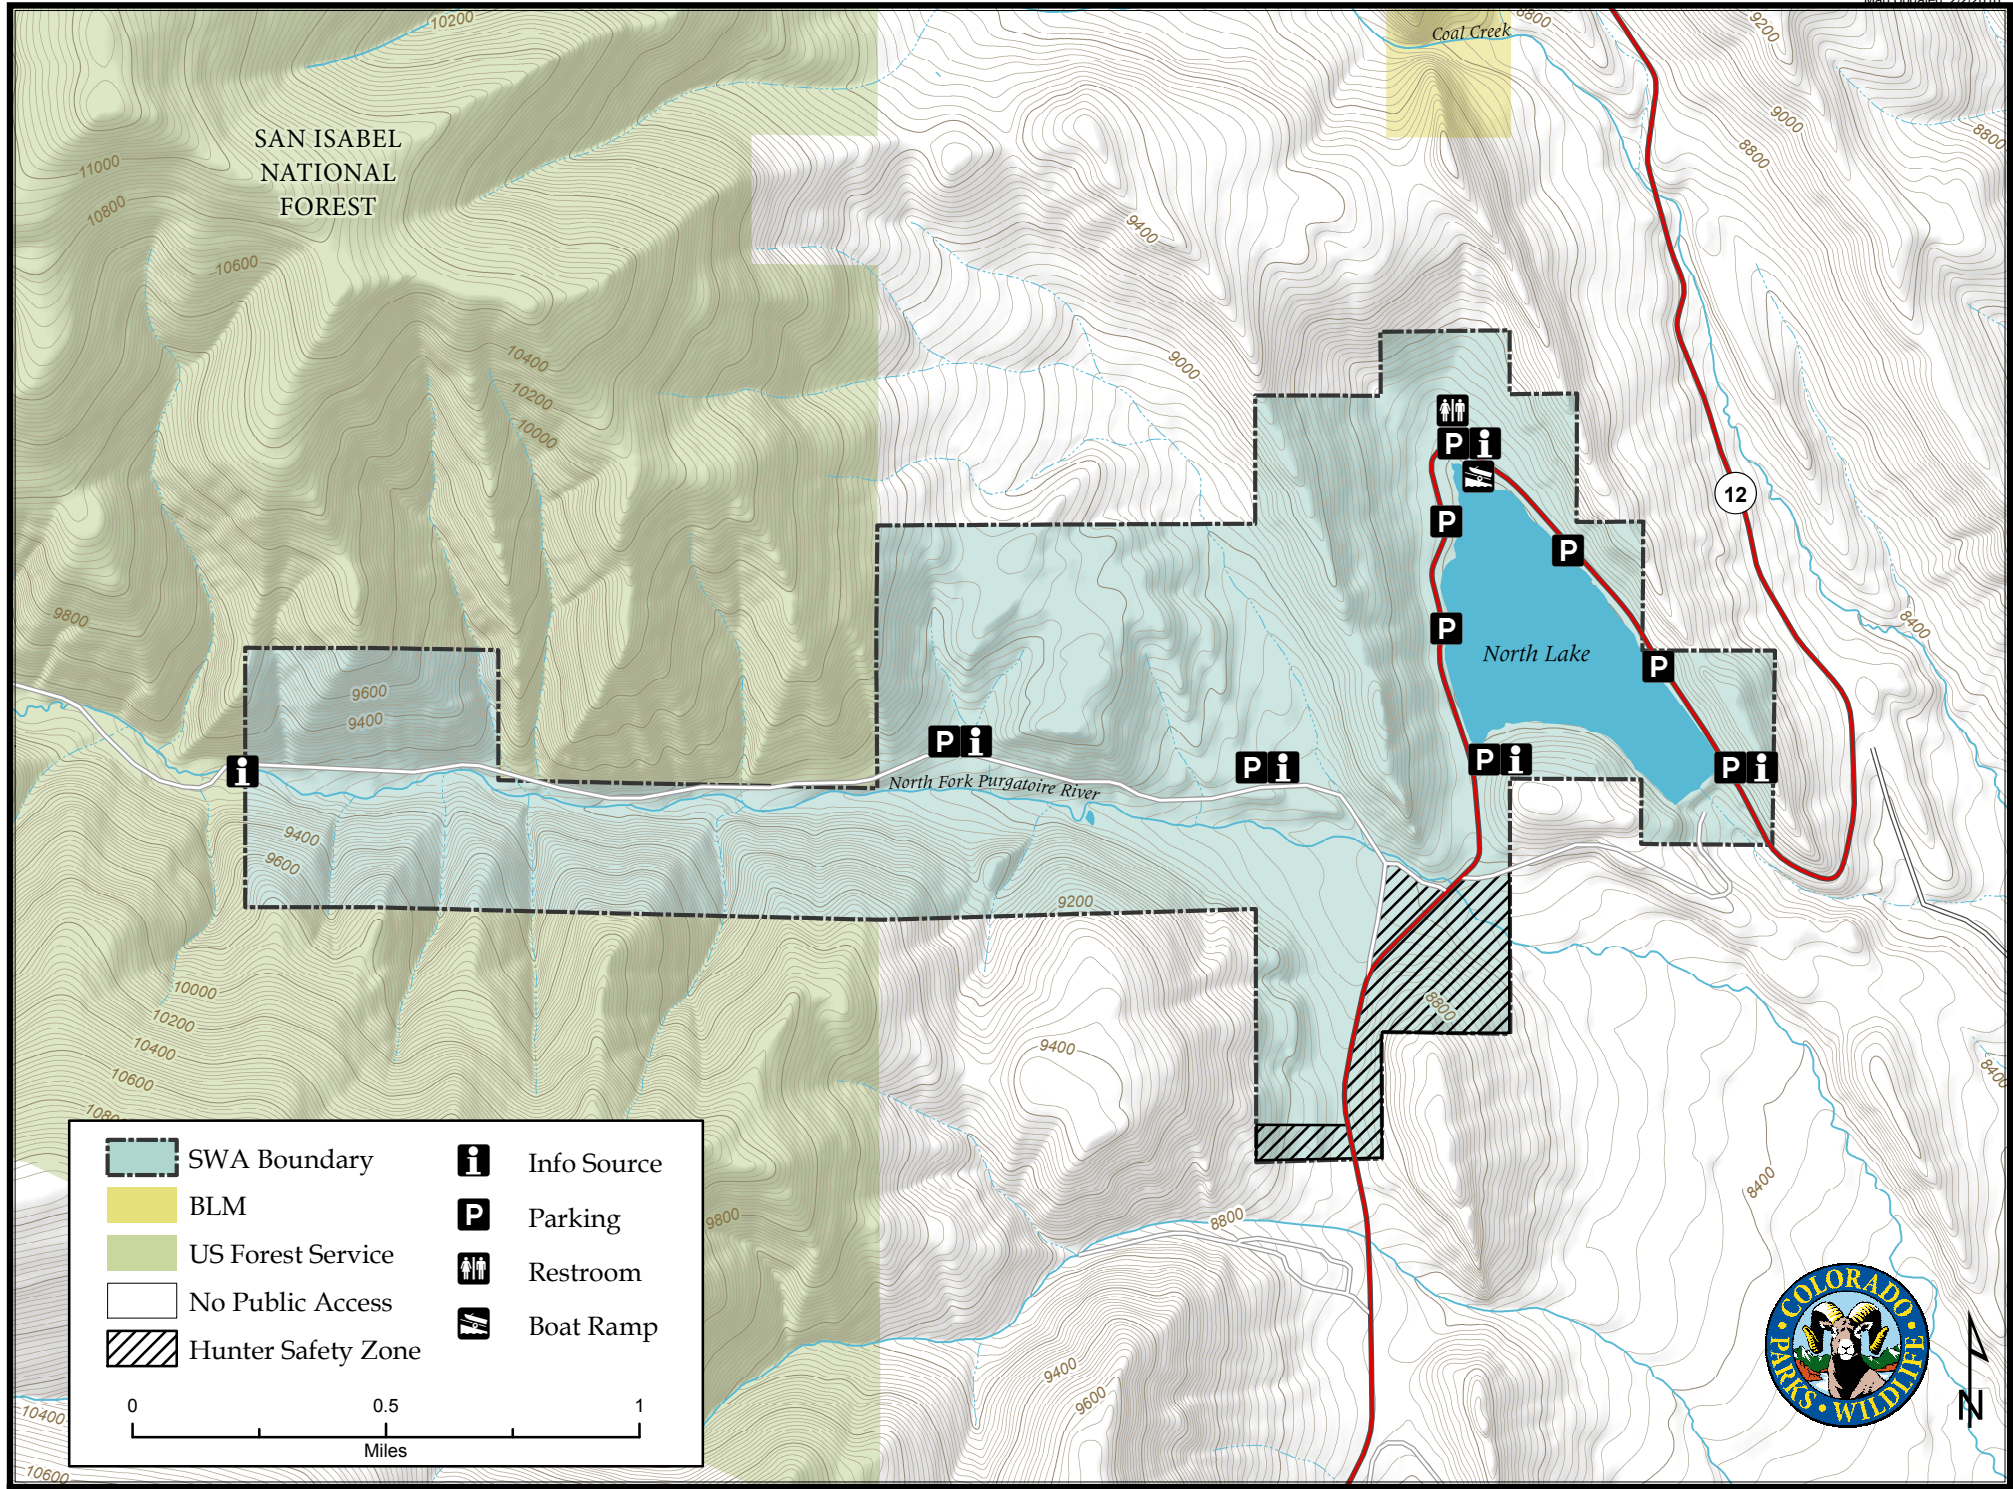 10200
Coal Creek
8800
9200
SAN ISABEL
NATIONAL
FOREST
11000
10800
10600
9400
9000
8800
8800
9000
10400
10200
10000
12
9800
8400
North Lake
9600
9400
P
P
P
P
P
P
P
P
P
North Fork Purgatoire River
9400
9600
9200
10000
10200
10400
10600
8800
9400
8400
8400
8800
9800
9400
9600
10400
10600
SWA Boundary
BLM
US Forest Service
No Public Access
Hunter Safety Zone
Info Source
P
Parking
Restroom
Boat Ramp
0 0.5 1
Miles
COLORADO
PARKS • WILDLIFE
N